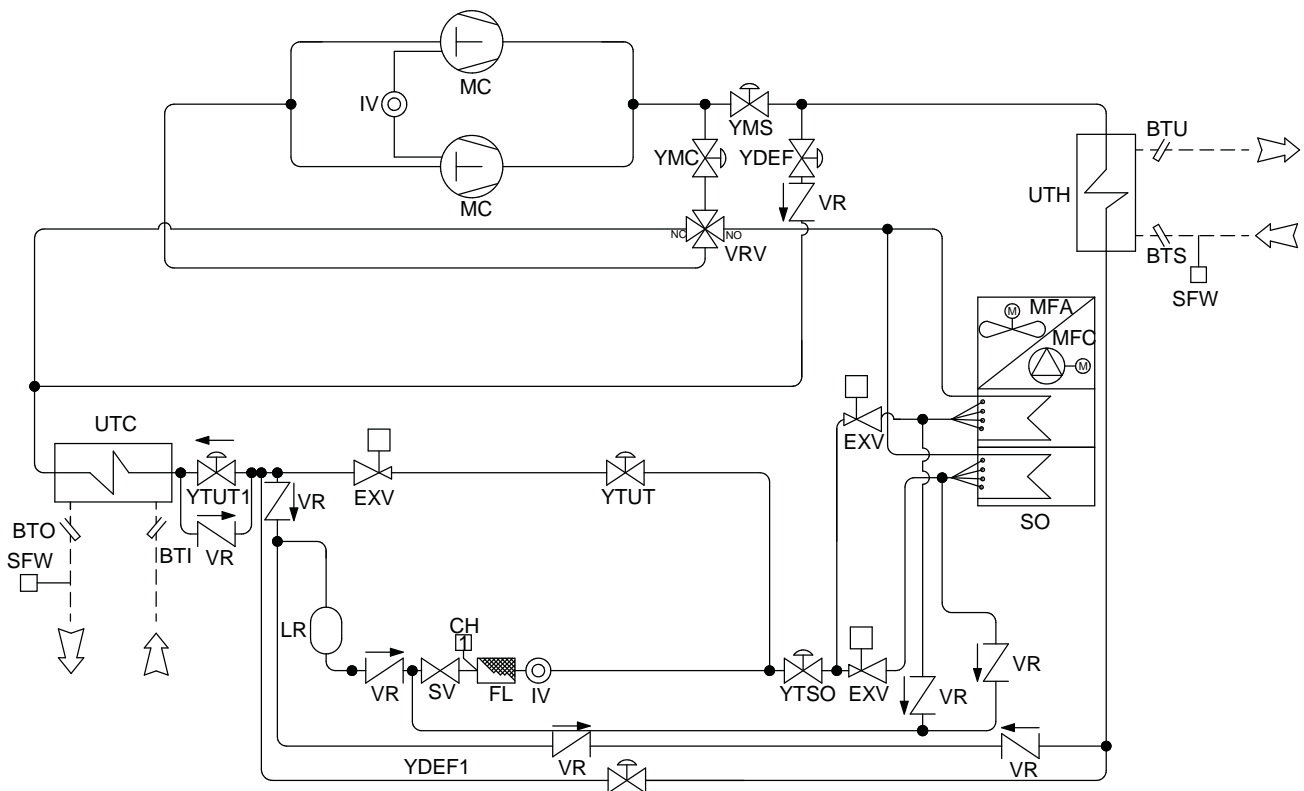 MC
IV
YMS
BTU
YMC
YDEF
MC
UTH
VR
NC
NO
VRV
BTS
SFW
MFA
M
MFC
M
UTC
EXV
YTUT1
EXV
YTUT
VR
SO
BTO
VR
BTI
SFW
CH
1
LR
VR
SV
FL
IV
YTSO
EXV
VR
VR
YDEF1
VR
VR